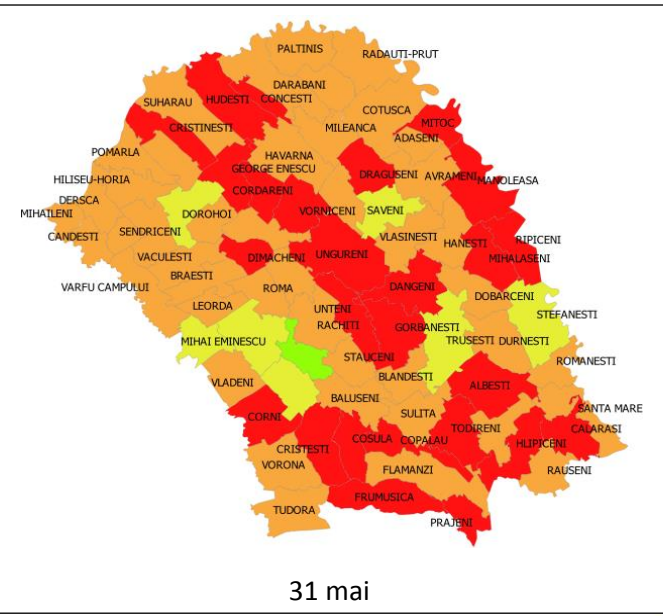 PALTINIS
RADAUTI-PRUT
DARABANI
CONCESTI
HUDESTI
SUHARAU
COTUSCA
MITOC
CRISTINESTI
MILEANCA
ADASENI
POMARLA
HAVARNA
GEORGE ENESCU
DRAGUSENI
AVRAMENI
MANOLEASA
HILISEU-HORIA
CORDARENI
DERSCA
MIHAILENI
DOROHOI
VORNICENI
SAVENI
CANDESTI
SENDRICENI
VLASINESTI
HANESTI
RIPICENI
VACULESTI
DIMACHENI
UNGURENI
MIHALASENI
BRAESTI
VARFU CAMPULUI
ROMA
DANGENI
DOBARCENI
LEORDA
UNTENI
STEFANESTI
RACHITI
GORBANESTI
MIHAI EMINESCU
TRUSESTI
DURNESTI
STAUCENI
ROMANESTI
VLADENI
BLANDESTI
ALBESTI
BALUSENI
SANTA MARE
CORNI
SULITA
TODIRENI
CALARASI
COSULA
COPALAU
HLIPICENI
CRISTESTI
VORONA
FLAMANZI
RAUSENI
FRUMUSICA
TUDORA
PRAJENI
31 mai